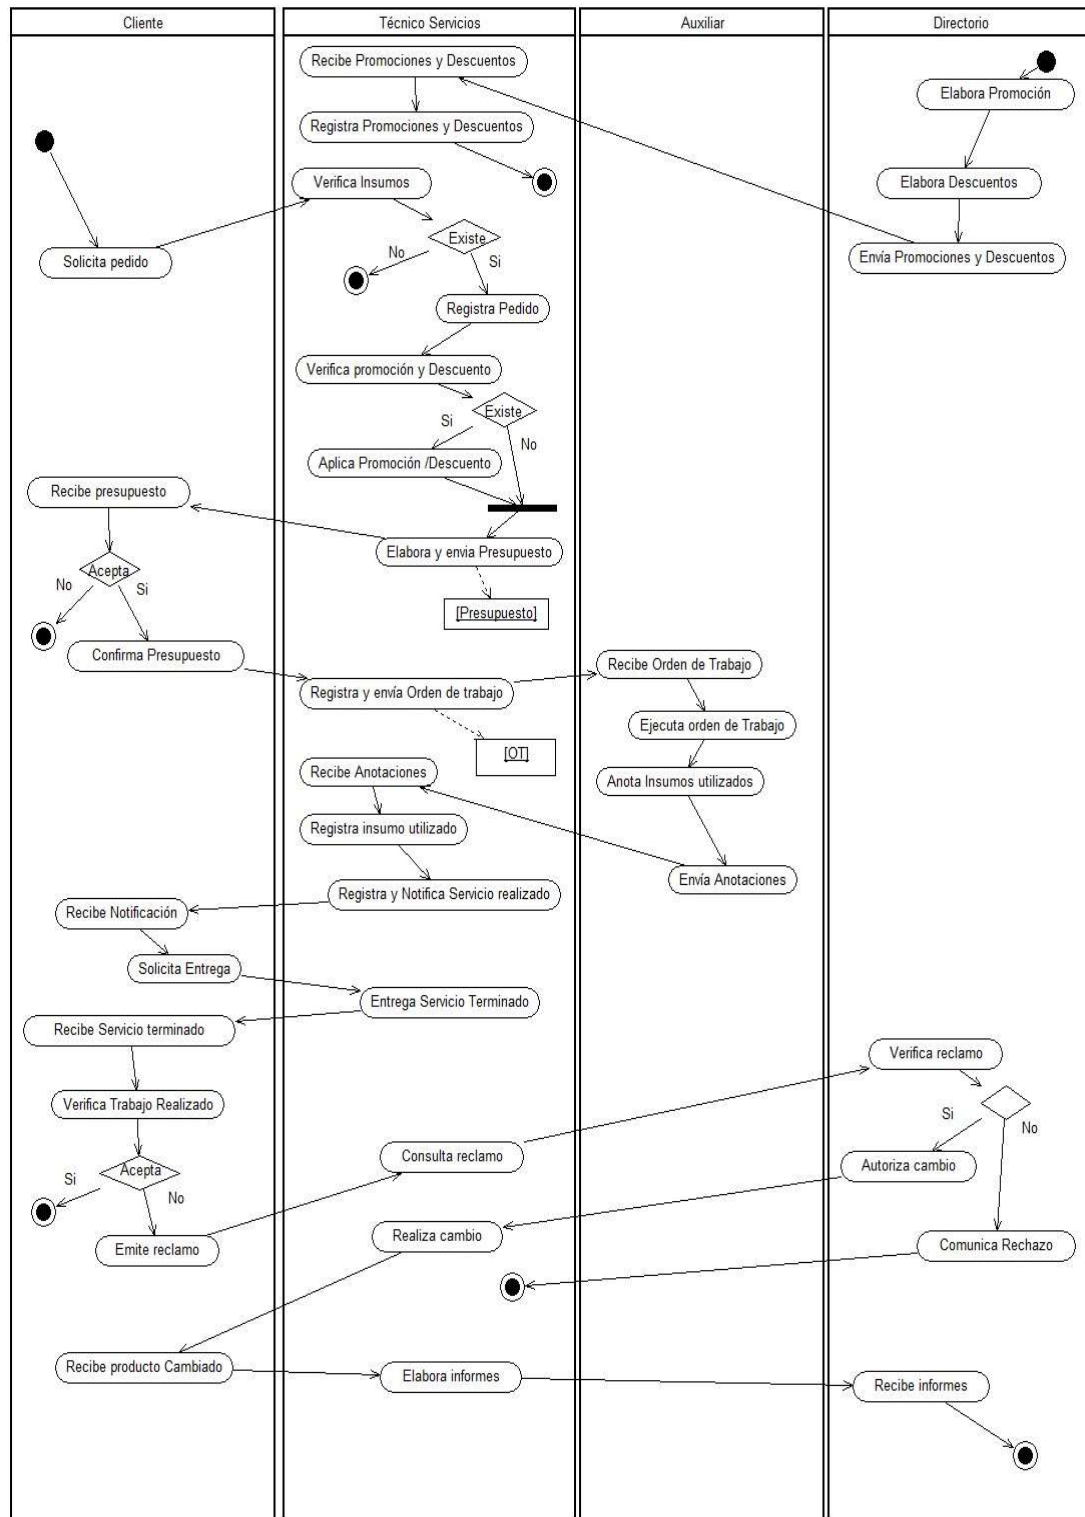 Cliente
Técnico Servicios
Auxiliar
Directorio
Recibe Promociones y Descuentos
Elabora Promoción
Registra Promociones y Descuentos
Verifica Insumos
Elabora Descuentos
Existe
No
Si
Solicita pedido
Envía Promociones y Descuentos
Registra Pedido
Verifica promoción y Descuento
Existe
Si
No
Aplica Promoción /Descuento
Recibe presupuesto
Elabora y envia Presupuesto
Acepta
No
Si
[Presupuesto]
Confirma Presupuesto
Recibe Orden de Trabajo
Registra y envía Orden de trabajo
Ejecuta orden de Trabajo
[OT]
Recibe Anotaciones
Anota Insumos utilizados
Registra insumo utilizado
Envía Anotaciones
Registra y Notifica Servicio realizado
Recibe Notificación
Solicita Entrega
Entrega Servicio Terminado
Recibe Servicio terminado
Verifica reclamo
Verifica Trabajo Realizado
Si
No
Consulta reclamo
Autoriza cambio
Acepta
Si
No
Realiza cambio
Comunica Rechazo
Emite reclamo
Recibe producto Cambiado
Elabora informes
Recibe informes